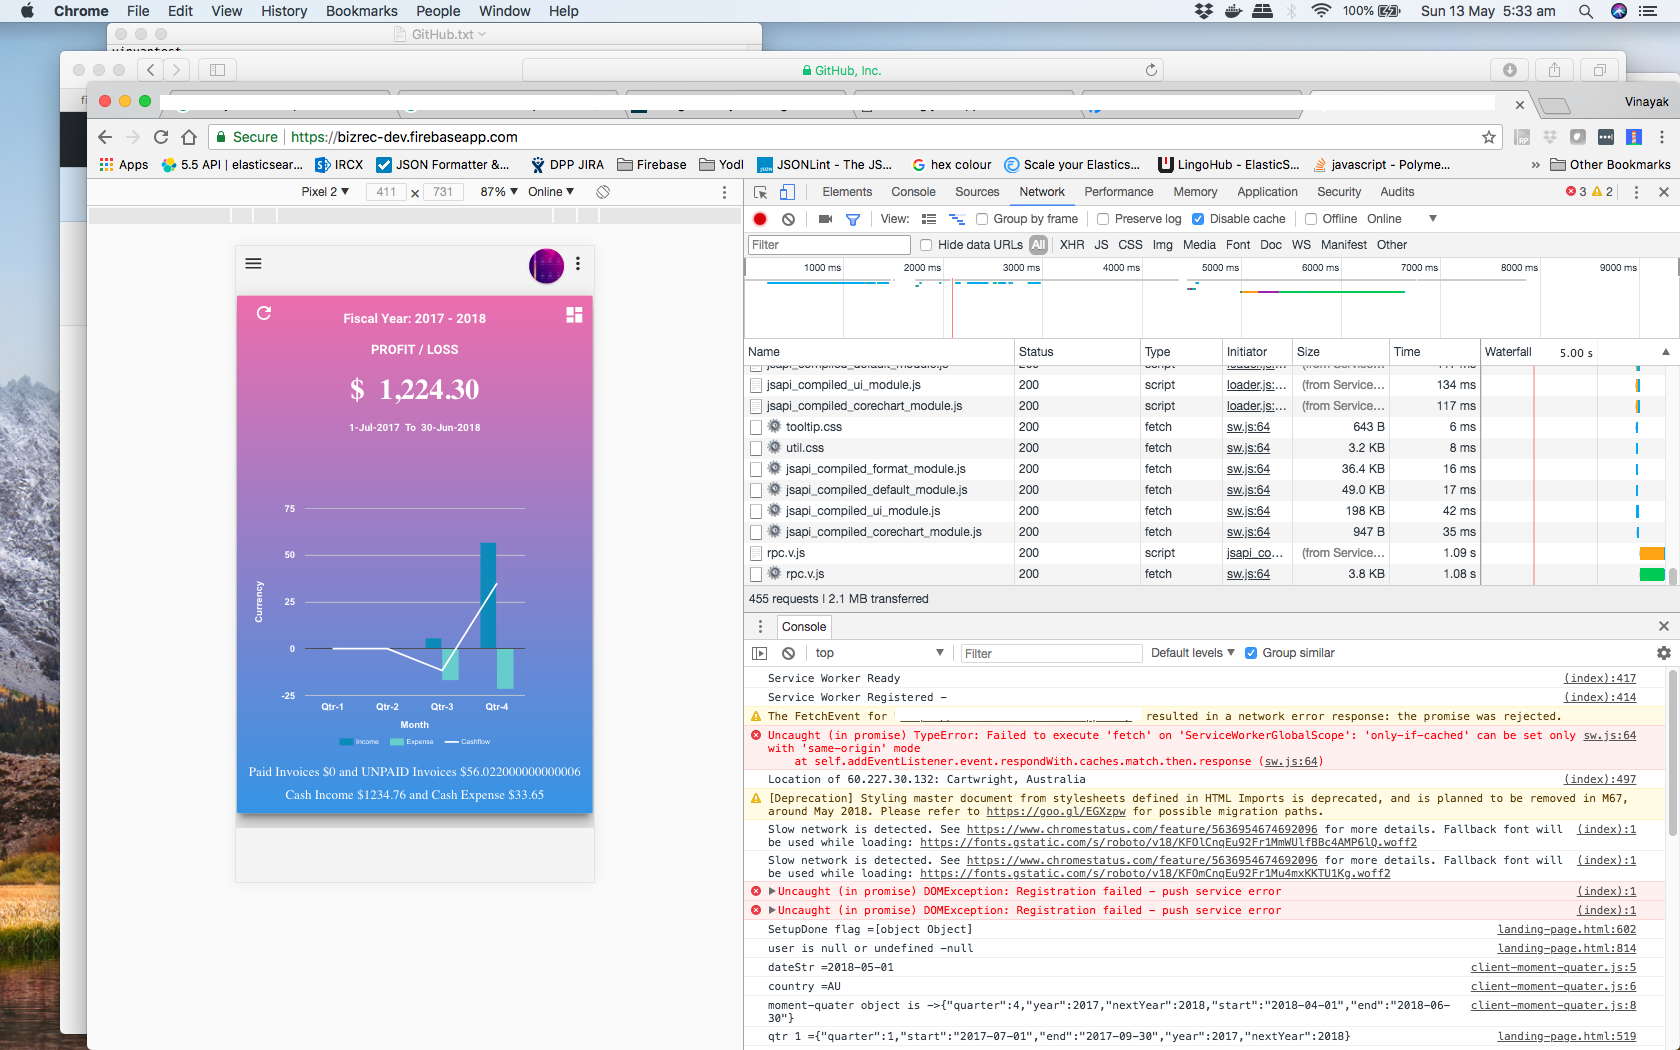 Chrome File Edit View History Bookmarks People Window Help 100% Sun 13 May 5:33 am
GitHub.txt
GitHub, Inc.
Vinayak
Secure https://bizrec-dev.firebaseapp.com
Apps 5.5 API | elasticsear... IRCX JSON Formatter &... DPP JIRA Firebase Yodl JSONLint - The JS... hex colour Scale your Elastics... LingoHub - ElasticS... javascript - Polyme... » Other Bookmarks
Pixel 2 411 × 731 87% Online
Elements Console Sources Network Performance Memory Application Security Audits 3 2
View: Group by frame Preserve log Disable cache Offline Online
Filter Hide data URLs All XHR JS CSS Img Media Font Doc WS Manifest Other
1000 ms 2000 ms 3000 ms 4000 ms 5000 ms 6000 ms 7000 ms 8000 ms 9000 ms
Name Status Type Initiator Size Time Waterfall 5.00 s
jsapi_compiled_default_module.js 200 script loader.js:... (from Service... 117 ms
jsapi_compiled_ui_module.js 200 script loader.js:... (from Service... 134 ms
jsapi_compiled_corechart_module.js 200 script loader.js:... (from Service... 117 ms
tooltip.css 200 fetch sw.js:64 643 B 6 ms
util.css 200 fetch sw.js:64 3.2 KB 8 ms
jsapi_compiled_format_module.js 200 fetch sw.js:64 36.4 KB 16 ms
jsapi_compiled_default_module.js 200 fetch sw.js:64 49.0 KB 17 ms
jsapi_compiled_ui_module.js 200 fetch sw.js:64 198 KB 42 ms
jsapi_compiled_corechart_module.js 200 fetch sw.js:64 947 B 35 ms
rpc.v.js 200 script jsapi_co... (from Service... 1.09 s
rpc.v.js 200 fetch sw.js:64 3.8 KB 1.08 s
455 requests | 2.1 MB transferred
Console
top Filter Default levels Group similar
Service Worker Ready (index):417
Service Worker Registered - (index):414
The FetchEvent for resulted in a network error response: the promise was rejected.
Uncaught (in promise) TypeError: Failed to execute 'fetch' on 'ServiceWorkerGlobalScope': 'only-if-cached' can be set only sw.js:64
with 'same-origin' mode
at self.addEventListener.event.respondWith.caches.match.then.response (sw.js:64)
Location of 60.227.30.132: Cartwright, Australia (index):497
[Deprecation] Styling master document from stylesheets defined in HTML Imports is deprecated, and is planned to be removed in M67,
around May 2018. Please refer to https://goo.gl/EGXzpw for possible migration paths.
Slow network is detected. See https://www.chromestatus.com/feature/5636954674692096 for more details. Fallback font will (index):1
be used while loading: https://fonts.gstatic.com/s/roboto/v18/KFOlCnqEu92Fr1MmWUlfBBc4AMP6lQ.woff2
Slow network is detected. See https://www.chromestatus.com/feature/5636954674692096 for more details. Fallback font will (index):1
be used while loading: https://fonts.gstatic.com/s/roboto/v18/KFOmCnqEu92Fr1Mu4mxKKTU1Kg.woff2
Uncaught (in promise) DOMException: Registration failed - push service error (index):1
Uncaught (in promise) DOMException: Registration failed - push service error (index):1
SetupDone flag =[object Object] landing-page.html:602
user is null or undefined -null landing-page.html:814
dateStr =2018-05-01 client-moment-quater.js:5
country =AU client-moment-quater.js:6
moment-quater object is ->{"quarter":4,"year":2017,"nextYear":2018,"start":"2018-04-01","end":"2018-06- client-moment-quater.js:8
30"}
qtr 1 ={"quarter":1,"start":"2017-07-01","end":"2017-09-30","year":2017,"nextYear":2018} landing-page.html:519
Fiscal Year: 2017 - 2018
PROFIT / LOSS
$ 1,224.30
1-Jul-2017 To 30-Jun-2018
75
50
25
0
-25
Currency
Qtr-1 Qtr-2 Qtr-3 Qtr-4
Month
Income Expense Cashflow
Paid Invoices $0 and UNPAID Invoices $56.022000000000006
Cash Income $1234.76 and Cash Expense $33.65